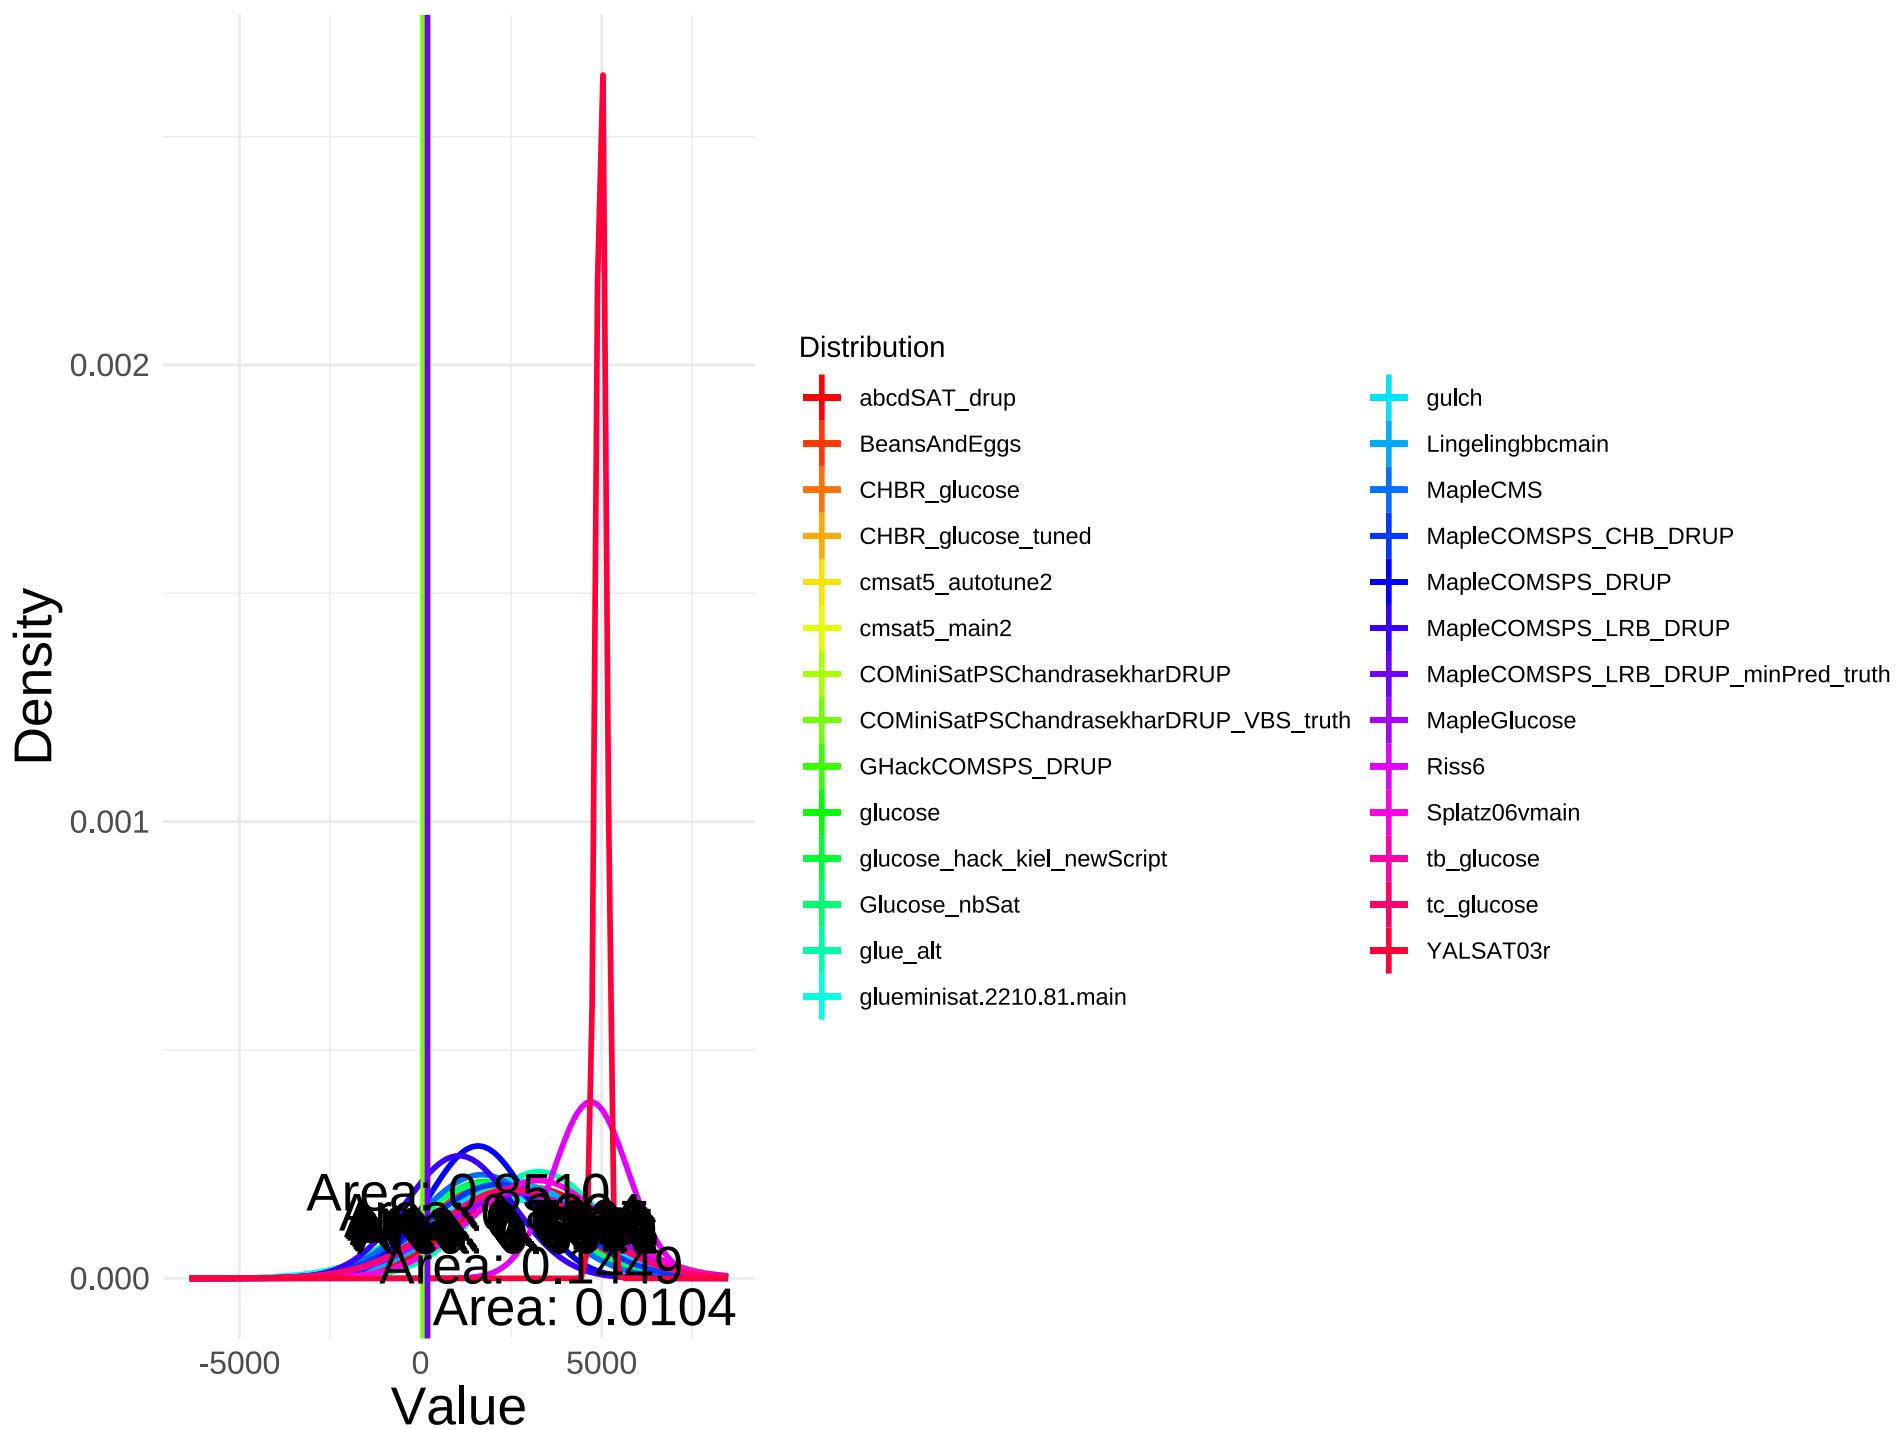 Density
0.002
0.001
0.000
Area: 0.8510
Area: 0.1449
Area: 0.0104
-5000
0
5000
Value
Distribution
abcdSAT_drup
BeansAndEggs
CHBR_glucose
CHBR_glucose_tuned
cmsat5_autotune2
cmsat5_main2
COMiniSatPSChandrasekharDRUP
COMiniSatPSChandrasekharDRUP_VBS_truth
GHackCOMSPS_DRUP
glucose
glucose_hack_kiel_newScript
Glucose_nbSat
glue_alt
glueminisat.2210.81.main
gulch
Lingelingbbcmain
MapleCMS
MapleCOMSPS_CHB_DRUP
MapleCOMSPS_DRUP
MapleCOMSPS_LRB_DRUP
MapleCOMSPS_LRB_DRUP_minPred_truth
MapleGlucose
Riss6
Splatz06vmain
tb_glucose
tc_glucose
YALSAT03r